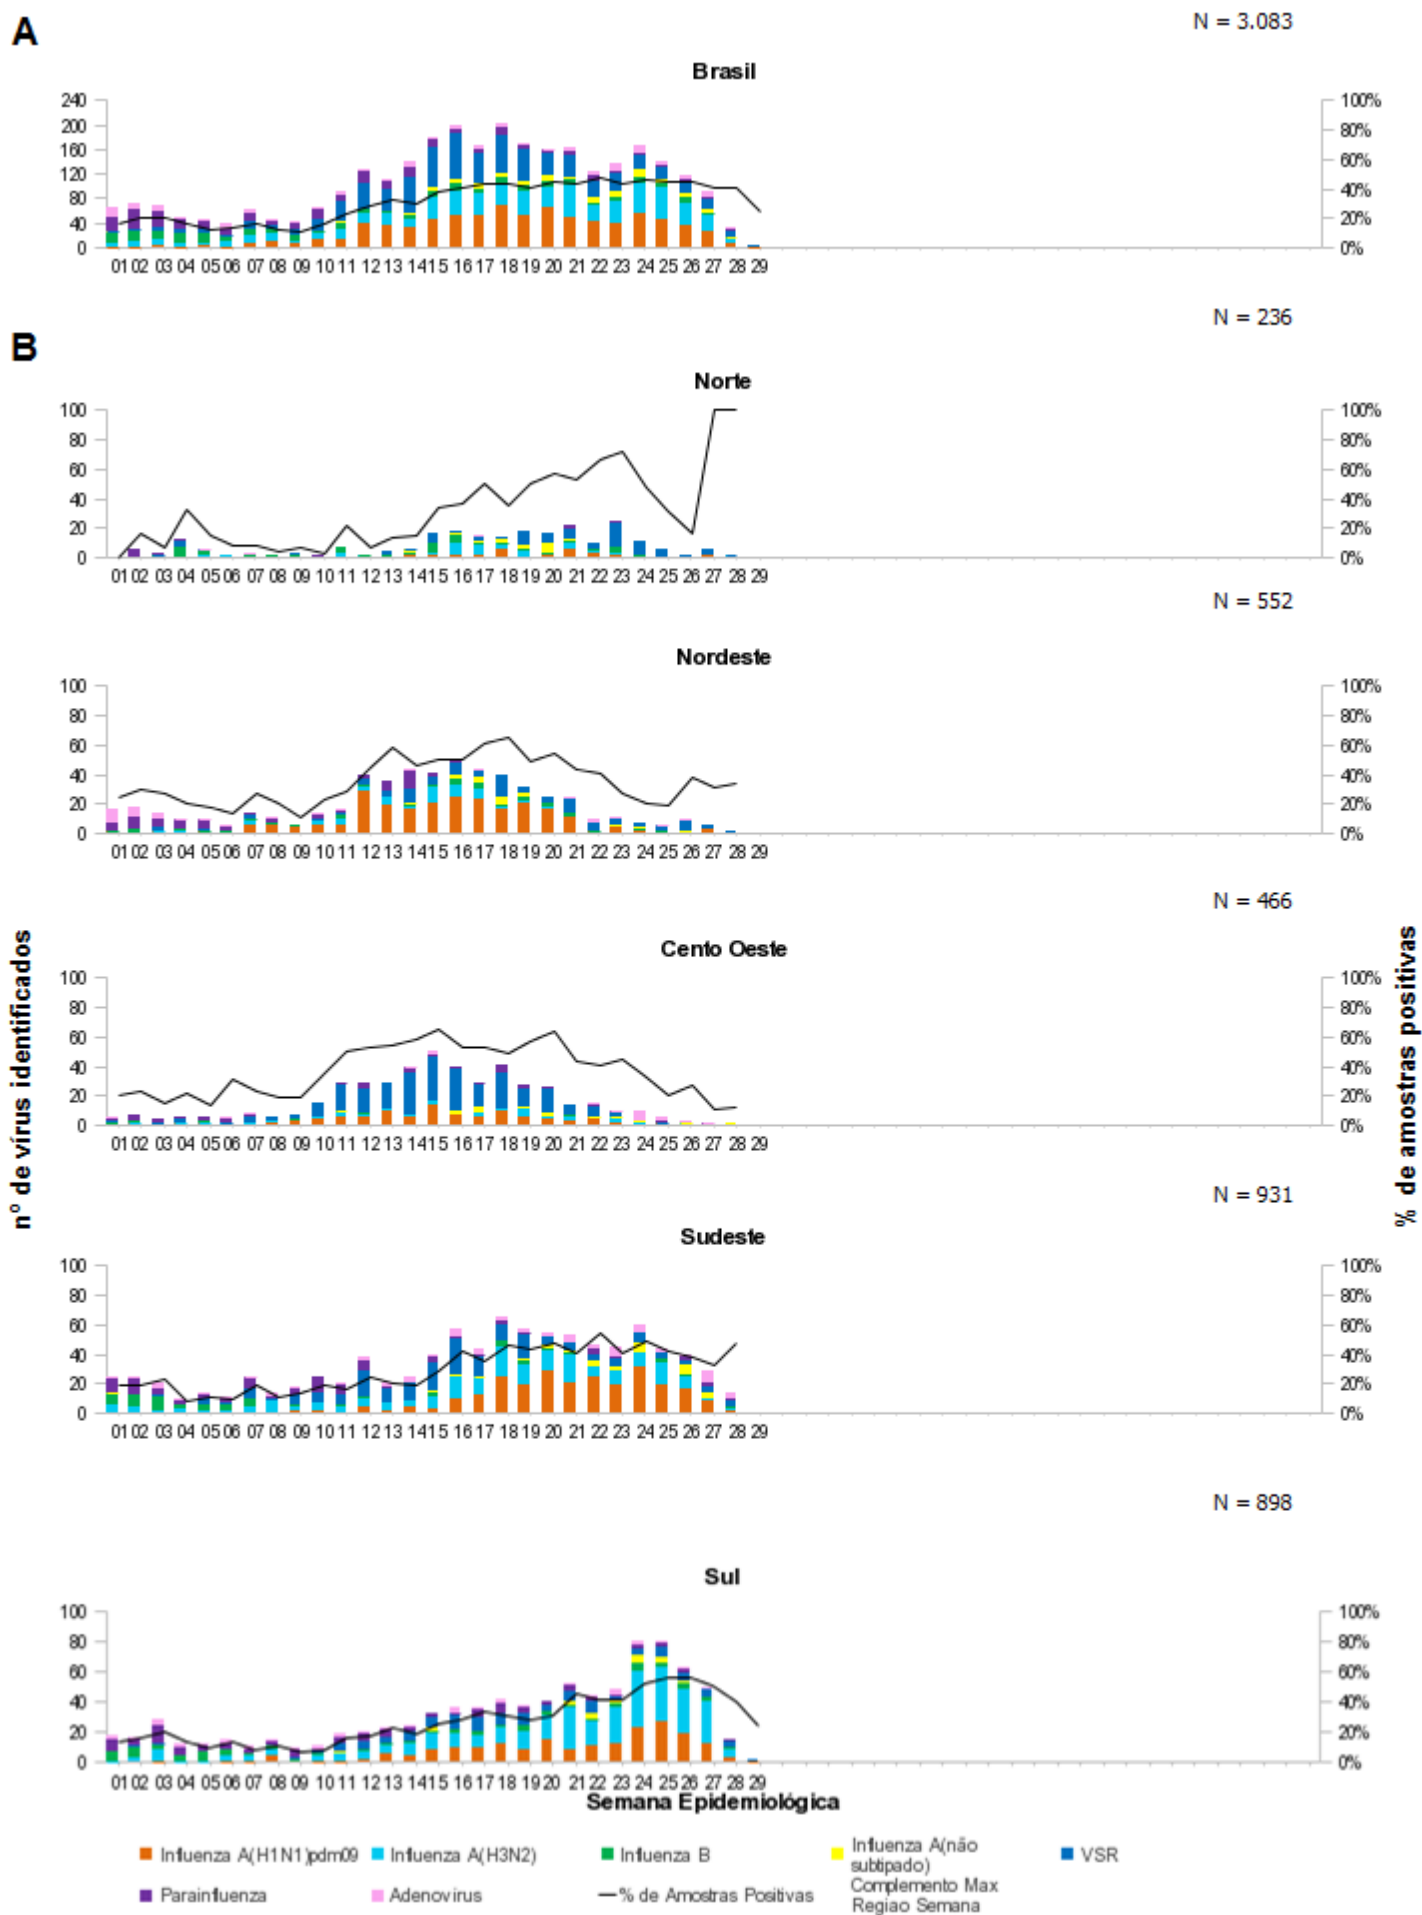 A
N = 3.083
Brasil
240 100%
200 80%
160
120 60%
80 40%
40 20%
0 0%
01 02 03 04 05 06 07 08 09 10 11 12 13 14 15 16 17 18 19 20 21 22 23 24 25 26 27 28 29
N = 236
B
Norte
100 100%
80 80%
60 60%
40 40%
20 20%
0 0%
01 02 03 04 05 06 07 08 09 10 11 12 13 14 15 16 17 18 19 20 21 22 23 24 25 26 27 28 29
N = 552
Nordeste
100 100%
80 80%
60 60%
40 40%
20 20%
0 0%
01 02 03 04 05 06 07 08 09 10 11 12 13 14 15 16 17 18 19 20 21 22 23 24 25 26 27 28 29
N = 466
Cento Oeste
100 100%
80 80%
60 60%
40 40%
20 20%
0 0%
01 02 03 04 05 06 07 08 09 10 11 12 13 14 15 16 17 18 19 20 21 22 23 24 25 26 27 28 29
nº de vírus identificados
% de amostras positivas
N = 931
Sudeste
100 100%
80 80%
60 60%
40 40%
20 20%
0 0%
01 02 03 04 05 06 07 08 09 10 11 12 13 14 15 16 17 18 19 20 21 22 23 24 25 26 27 28 29
N = 898
Sul
100 100%
80 80%
60 60%
40 40%
20 20%
0 0%
01 02 03 04 05 06 07 08 09 10 11 12 13 14 15 16 17 18 19 20 21 22 23 24 25 26 27 28 29
Semana Epidemiológica
Influenza A(H1N1)pdm09 Influenza A(H3N2) Influenza B Influenza A(não VSR
subtipado)
Parainfluenza Adenovirus % de Amostras Positivas Complemento Max
Regiao Semana